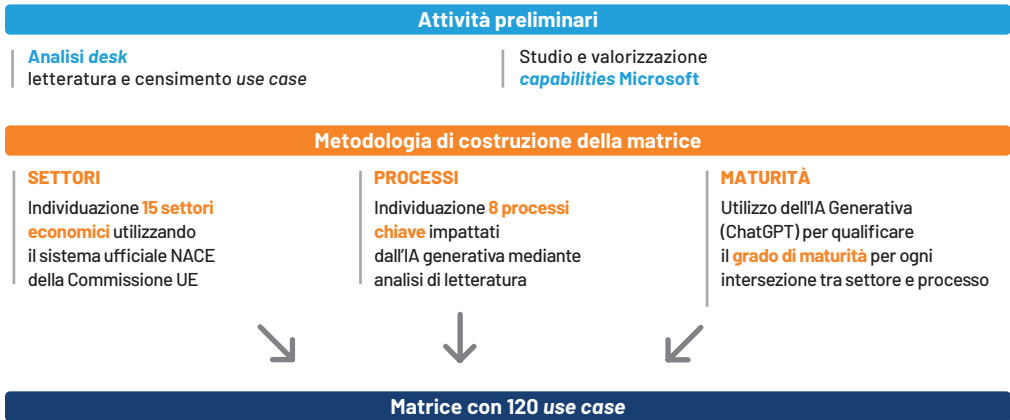 Attività preliminari
Analisi desk
letteratura e censimento use case
Studio e valorizzazione
capabilities Microsoft
Metodologia di costruzione della matrice
SETTORI
Individuazione 15 settori
economici utilizzando
il sistema ufficiale NACE
della Commissione UE
PROCESSI
Individuazione 8 processi
chiave impattati
dall'IA generativa mediante
analisi di letteratura
MATURITÀ
Utilizzo dell'IA Generativa
(ChatGPT) per qualificare
il grado di maturità per ogni
intersezione tra settore e processo
Matrice con 120 use case